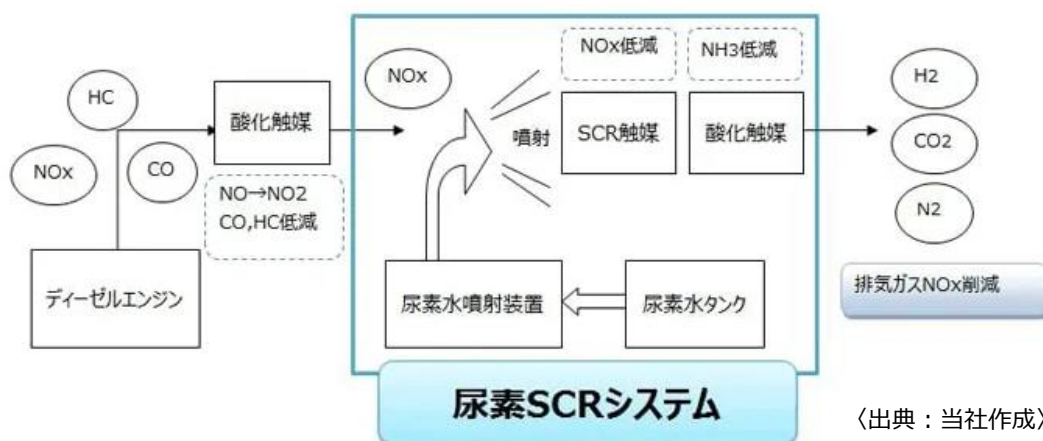 HC
NOx
CO
ディーゼルエンジン
酸化触媒
NO→NO2
CO,HC低減
NOx
噴射
NOx低減
NH3低減
SCR触媒
酸化触媒
尿素水噴射装置
尿素水タンク
尿素SCRシステム
H2
CO2
N2
排気ガスNOx削減
〈出典：当社作成〉